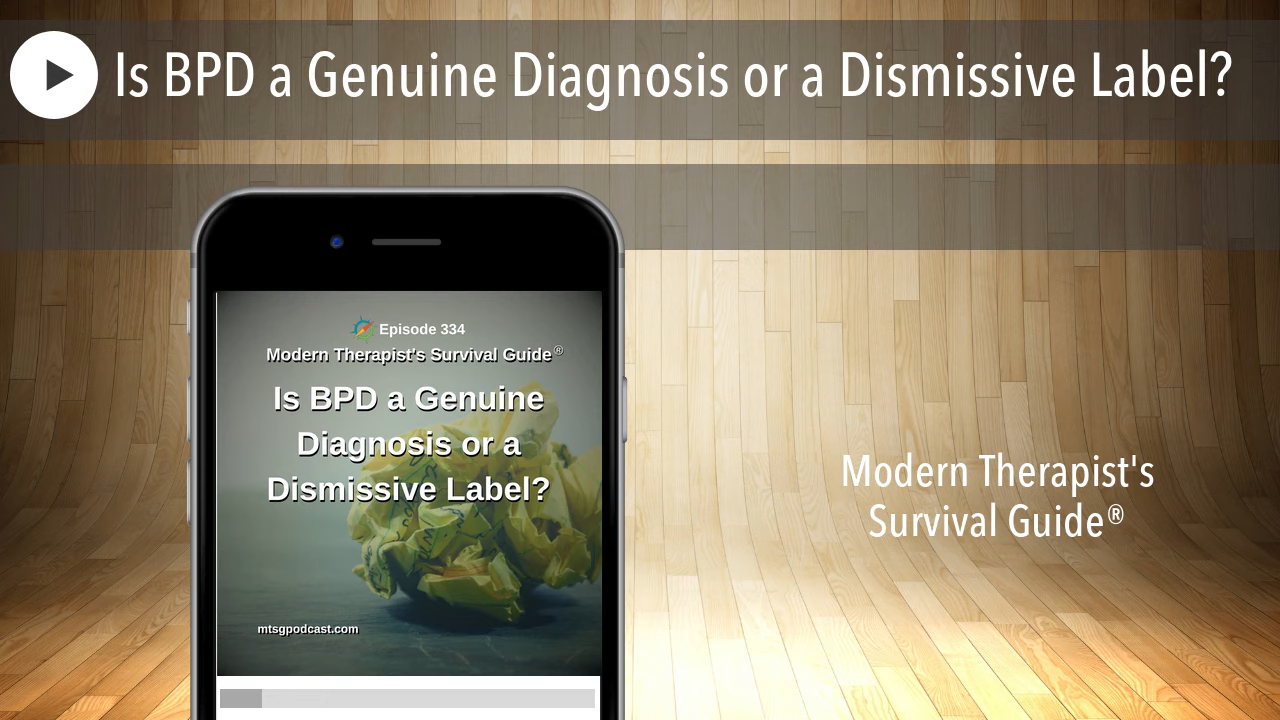 Is BPD a Genuine Diagnosis or a Dismissive Label?
Episode 334
Modern Therapist's Survival Guide®
Is BPD a Genuine
Diagnosis or a
Dismissive Label?
mtsgpodcast.com
Modern Therapist's
Survival Guide®